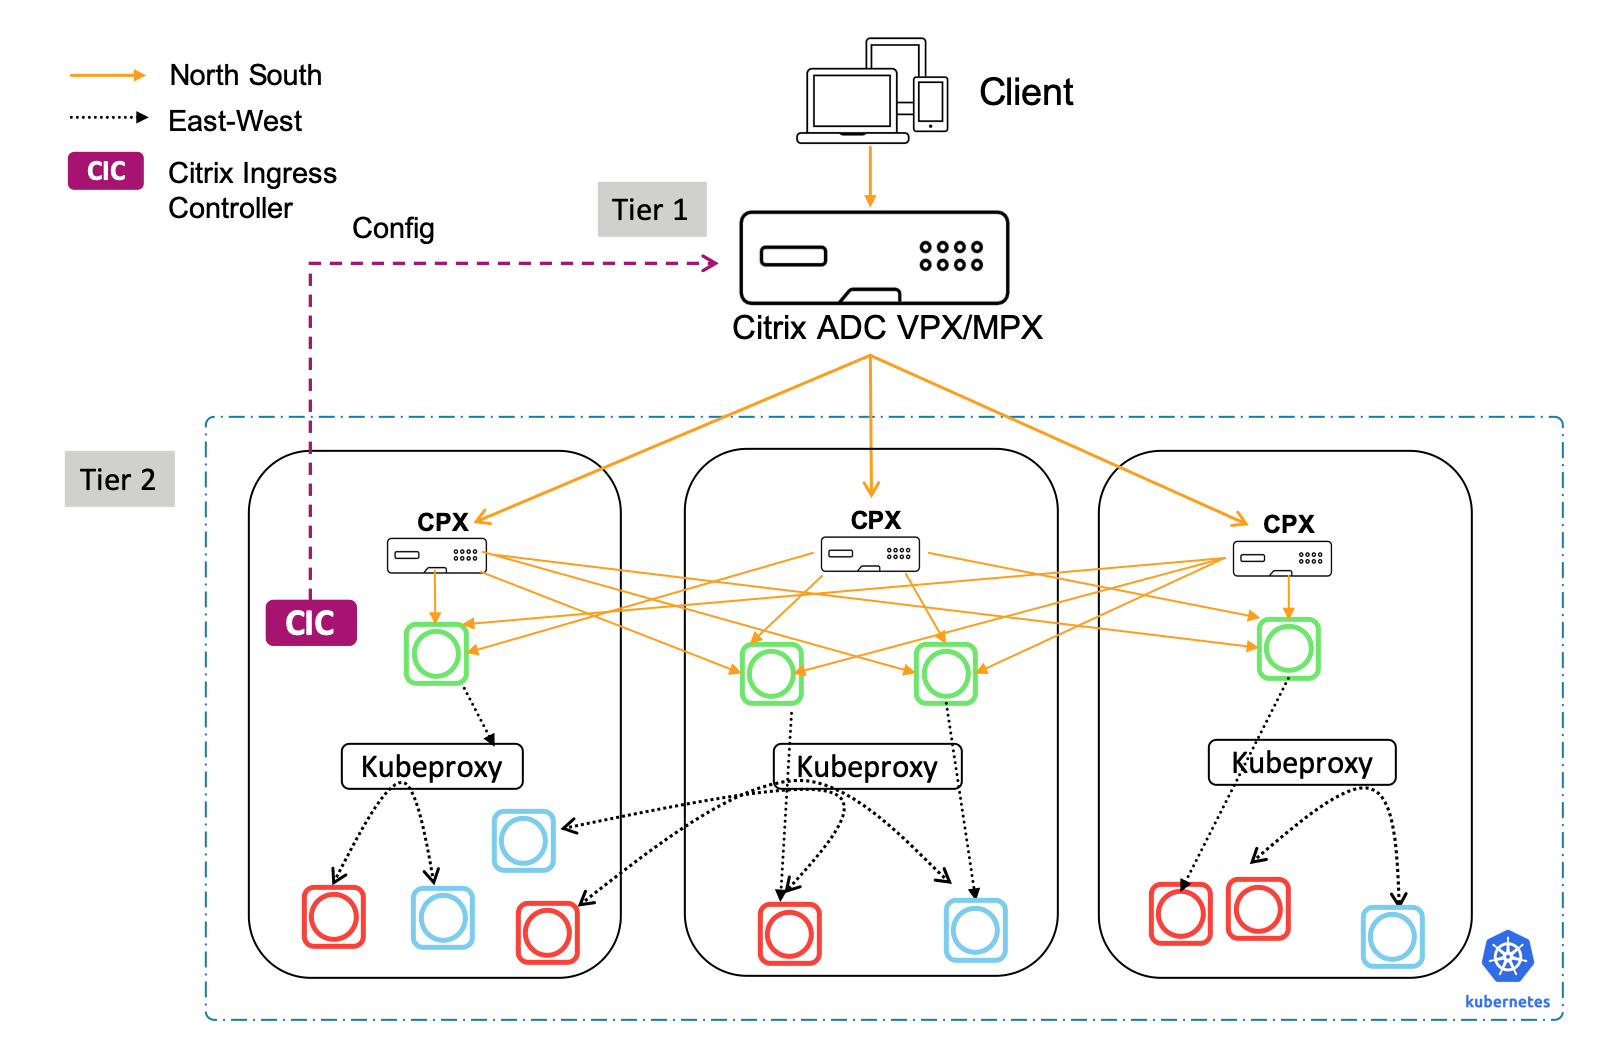 North South
East-West
CIC
Citrix Ingress
Controller
Client
Tier 1
Config
Citrix ADC VPX/MPX
Tier 2
CPX
CPX
CPX
CIC
Kubeproxy
Kubeproxy
Kubeproxy
kubernetes